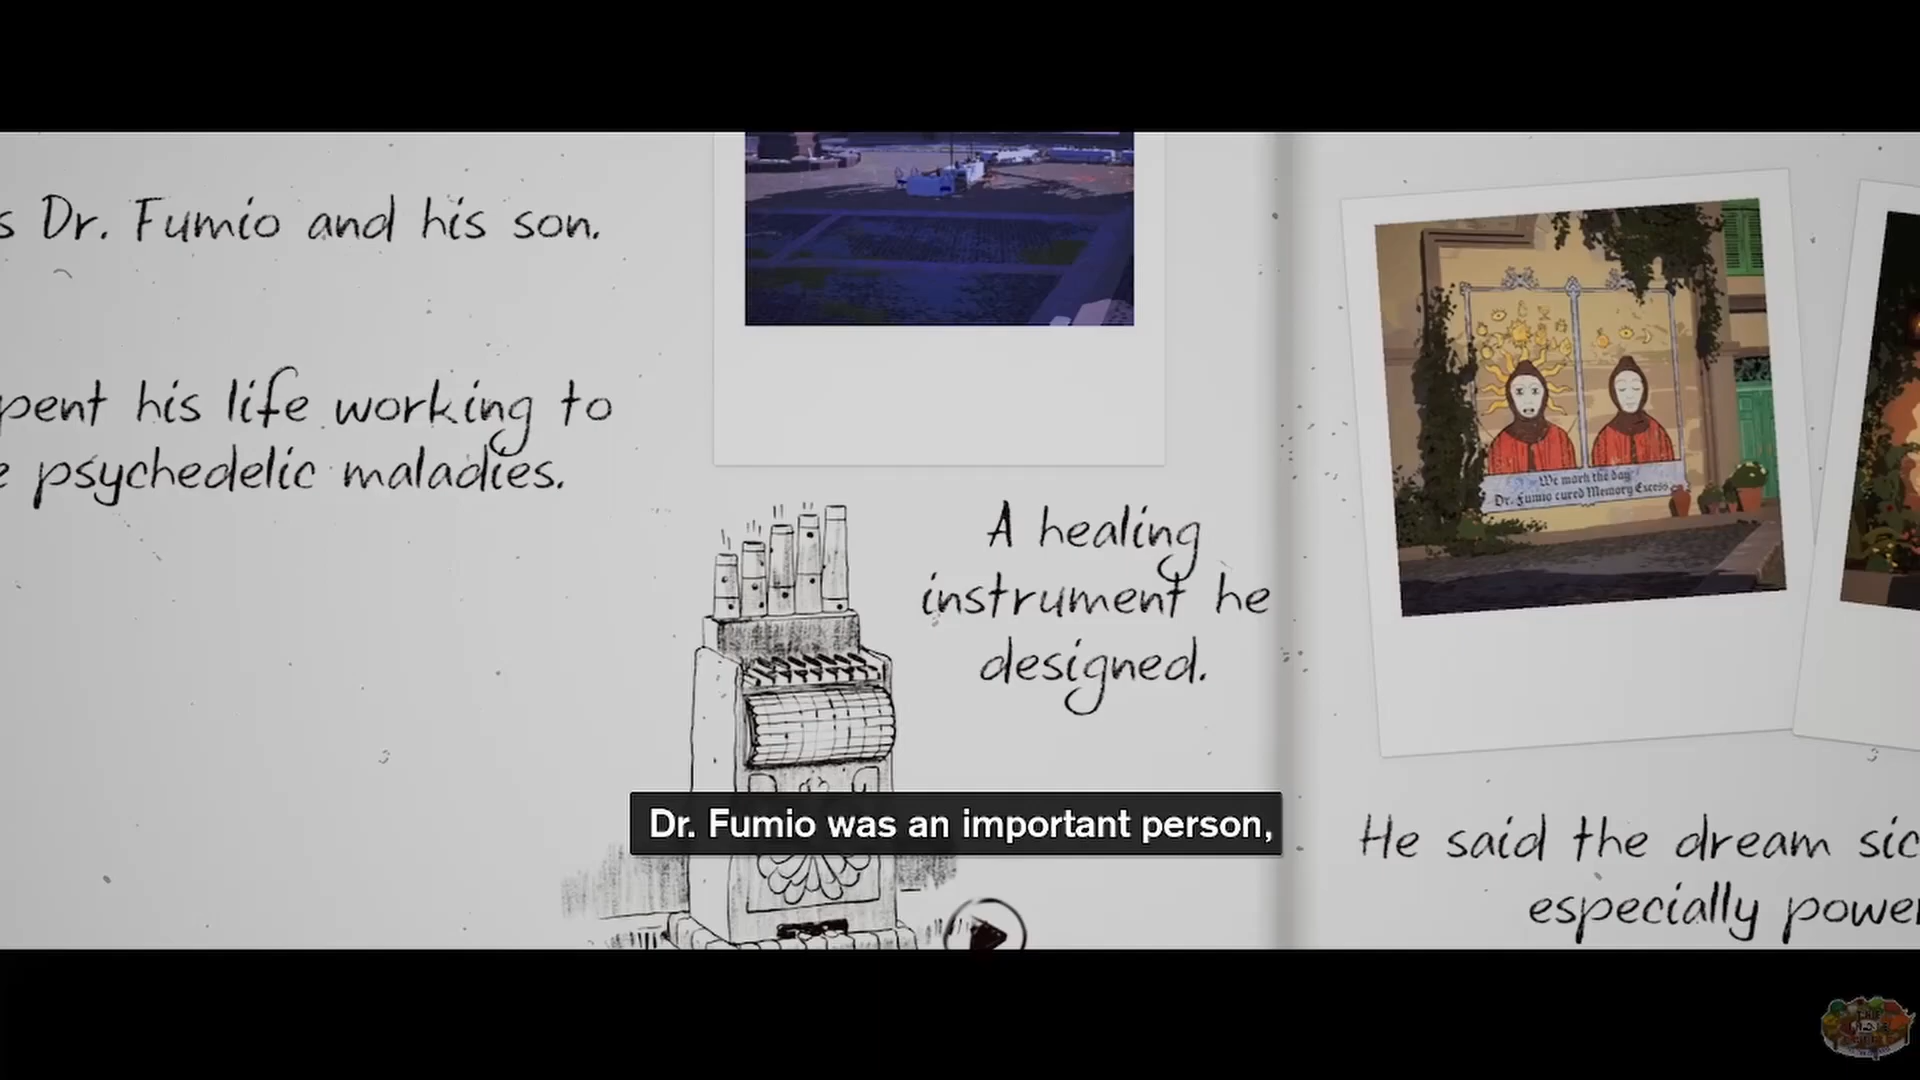 s Dr. Fumio and his son.
pent his life working to
e psychedelic maladies.
A healing
instrument he
designed.
We mark the day
Dr. Fumio cured Memory Excess
He said the dream sic
especially power
Dr. Fumio was an important person,